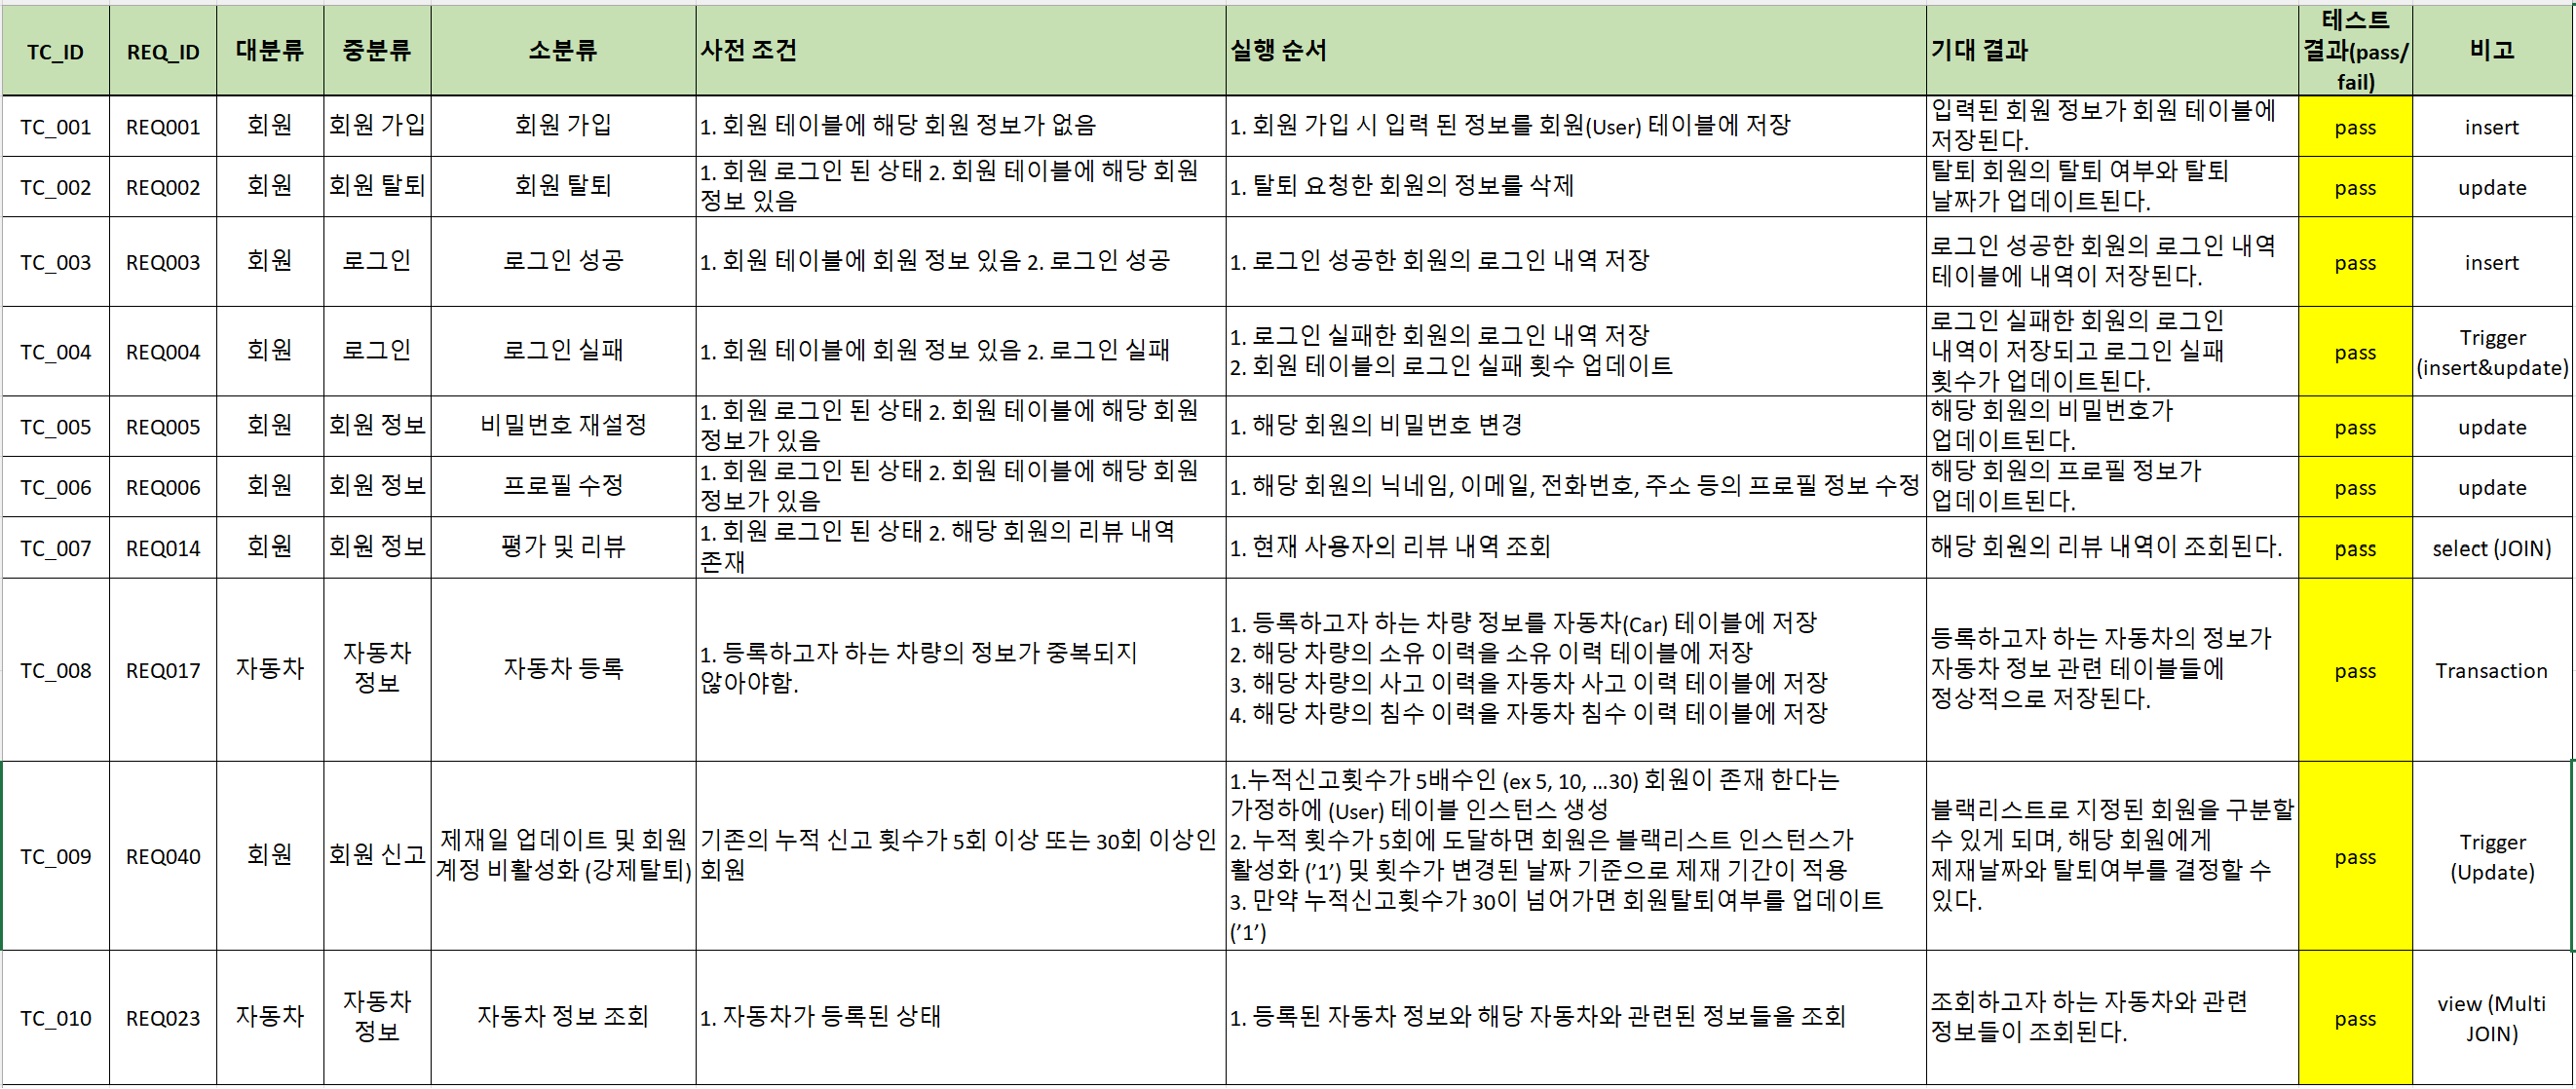 TC_ID REQ_ID 대분류 중분류 소분류 사전 조건 실행 순서 기대 결과 테스트 결과(pass/fail) 비고
TC_001 REQ001 회원 회원 가입 회원 가입 1. 회원 테이블에 해당 회원 정보가 없음 1. 회원 가입 시 입력 된 정보를 회원(User) 테이블에 저장 입력된 회원 정보가 회원 테이블에 저장된다. pass insert
TC_002 REQ002 회원 회원 탈퇴 회원 탈퇴 1. 회원 로그인 된 상태 2. 회원 테이블에 해당 회원 정보 있음 1. 탈퇴 요청한 회원의 정보를 삭제 탈퇴 회원의 탈퇴 여부와 탈퇴 날짜가 업데이트된다. pass update
TC_003 REQ003 회원 로그인 로그인 성공 1. 회원 테이블에 회원 정보 있음 2. 로그인 성공 1. 로그인 성공한 회원의 로그인 내역 저장 로그인 성공한 회원의 로그인 내역 테이블에 내역이 저장된다. pass insert
TC_004 REQ004 회원 로그인 로그인 실패 1. 회원 테이블에 회원 정보 있음 2. 로그인 실패 1. 로그인 실패한 회원의 로그인 내역 저장
2. 회원 테이블의 로그인 실패 횟수 업데이트 로그인 실패한 회원의 로그인 내역이 저장되고 로그인 실패 횟수가 업데이트된다. pass Trigger (insert&update)
TC_005 REQ005 회원 회원 정보 비밀번호 재설정 1. 회원 로그인 된 상태 2. 회원 테이블에 해당 회원 정보가 있음 1. 해당 회원의 비밀번호 변경 해당 회원의 비밀번호가 업데이트된다. pass update
TC_006 REQ006 회원 회원 정보 프로필 수정 1. 회원 로그인 된 상태 2. 회원 테이블에 해당 회원 정보가 있음 1. 해당 회원의 닉네임, 이메일, 전화번호, 주소 등의 프로필 정보 수정 해당 회원의 프로필 정보가 업데이트된다. pass update
TC_007 REQ014 회원 회원 정보 평가 및 리뷰 1. 회원 로그인 된 상태 2. 해당 회원의 리뷰 내역 존재 1. 현재 사용자의 리뷰 내역 조회 해당 회원의 리뷰 내역이 조회된다. pass select (JOIN)
TC_008 REQ017 자동차 자동차 정보 자동차 등록 1. 등록하고자 하는 차량의 정보가 중복되지 않아야함. 1. 등록하고자 하는 차량 정보를 자동차(Car) 테이블에 저장
2. 해당 차량의 소유 이력을 소유 이력 테이블에 저장
3. 해당 차량의 사고 이력을 자동차 사고 이력 테이블에 저장
4. 해당 차량의 침수 이력을 자동차 침수 이력 테이블에 저장 등록하고자 하는 자동차의 정보가 자동차 정보 관련 테이블들에 정상적으로 저장된다. pass Transaction
TC_009 REQ040 회원 회원 신고 제재일 업데이트 및 회원 계정 비활성화 (강제탈퇴) 기존의 누적 신고 횟수가 5회 이상 또는 30회 이상인 회원 1.누적신고횟수가 5배수인 (ex 5, 10, ...30) 회원이 존재 한다는 가정하에 (User) 테이블 인스턴스 생성
2. 누적 횟수가 5회에 도달하면 회원은 블랙리스트 인스턴스가 활성화 (’1’) 및 횟수가 변경된 날짜 기준으로 제재 기간이 적용
3. 만약 누적신고횟수가 30이 넘어가면 회원탈퇴여부를 업데이트 (’1’) 블랙리스트로 지정된 회원을 구분할 수 있게 되며, 해당 회원에게 제재날짜와 탈퇴여부를 결정할 수 있다. pass Trigger (Update)
TC_010 REQ023 자동차 자동차 정보 자동차 정보 조회 1. 자동차가 등록된 상태 1. 등록된 자동차 정보와 해당 자동차와 관련된 정보들을 조회 조회하고자 하는 자동차와 관련 정보들이 조회된다. pass view (Multi JOIN)